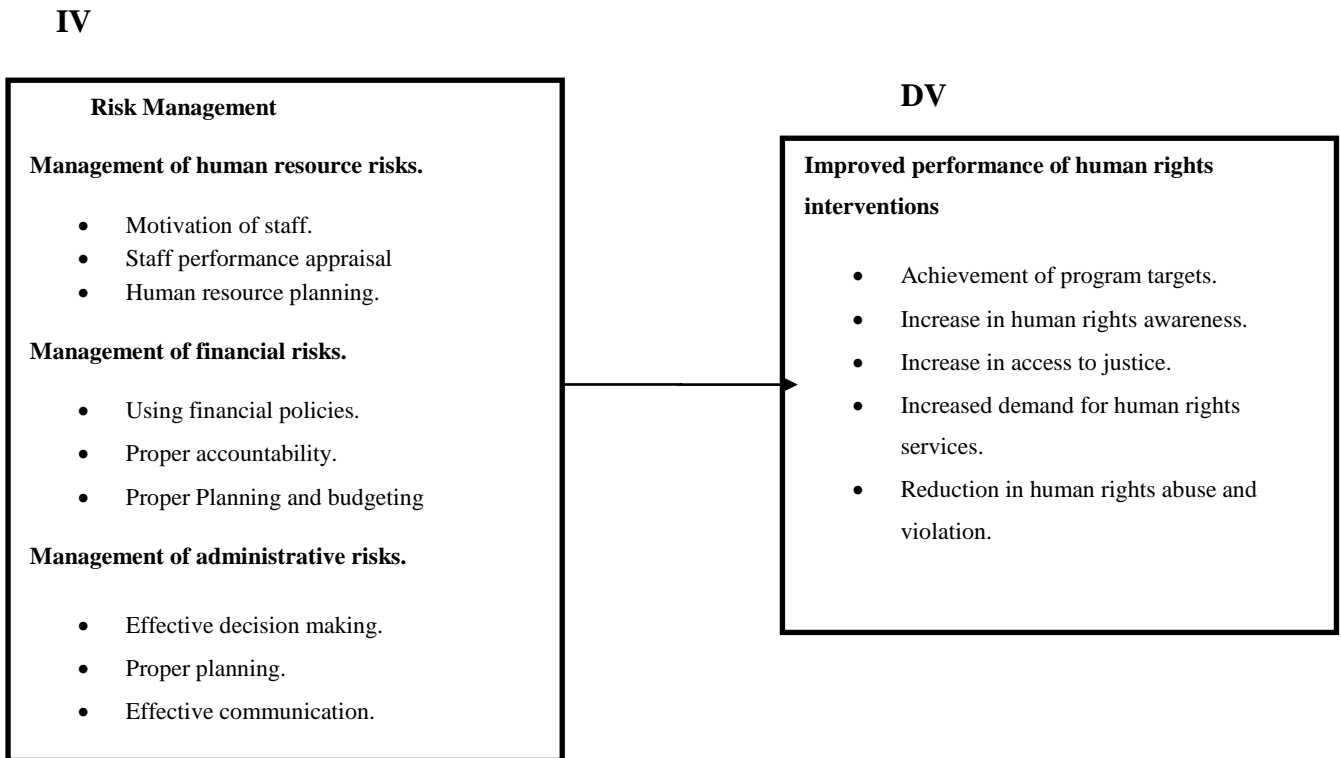 IV
Risk Management
Management of human resource risks.
• Motivation of staff.
• Staff performance appraisal
• Human resource planning.
Management of financial risks.
• Using financial policies.
• Proper accountability.
• Proper Planning and budgeting
Management of administrative risks.
• Effective decision making.
• Proper planning.
• Effective communication.
DV
Improved performance of human rights
interventions
• Achievement of program targets.
• Increase in human rights awareness.
• Increase in access to justice.
• Increased demand for human rights
services.
• Reduction in human rights abuse and
violation.